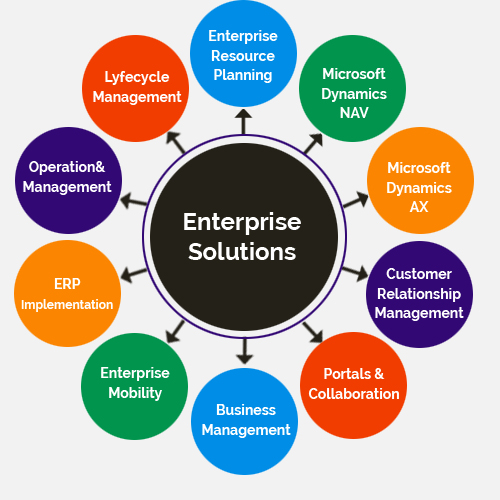 Enterprise
Resource
Planning
Microsoft
Dynamics
NAV
Microsoft
Dynamics
AX
Customer
Relationship
Management
Portals &
Collaboration
Business
Management
Enterprise
Mobility
ERP
Implementation
Operation&
Management
Lyfecycle
Management
Enterprise
Solutions